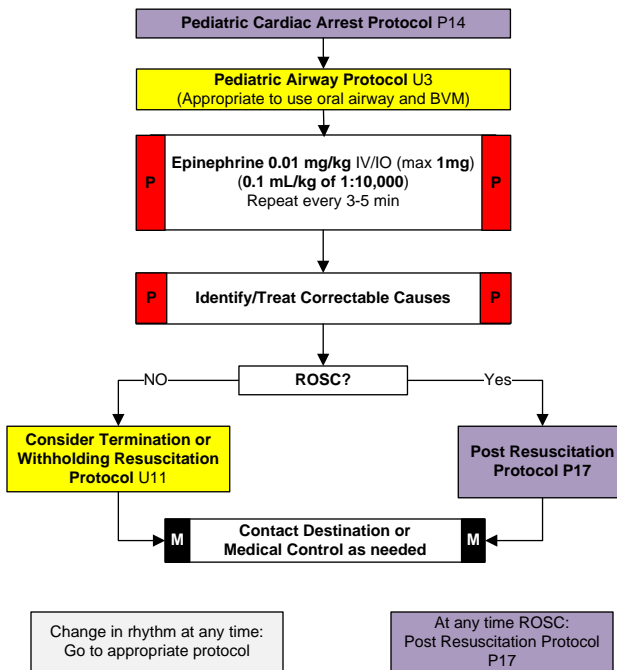 Pediatric Cardiac Arrest Protocol P14
Pediatric Airway Protocol U3
(Appropriate to use oral airway and BVM)
P
Epinephrine 0.01 mg/kg IV/IO (max 1mg)
(0.1 mL/kg of 1:10,000)
Repeat every 3-5 min
P
P
Identify/Treat Correctable Causes
P
NO
ROSC?
Yes
Consider Termination or
Withholding Resuscitation
Protocol U11
Post Resuscitation
Protocol P17
M
Contact Destination or
Medical Control as needed
M
Change in rhythm at any time:
Go to appropriate protocol
At any time ROSC:
Post Resuscitation Protocol
P17